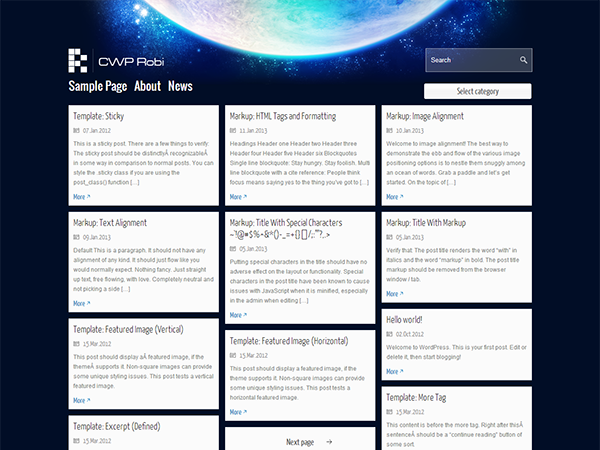 CWP Robi
Search
Sample Page About News
Select category
Template: Sticky
07.Jan.2012
This is a sticky post. There are a few things to verify:
The sticky post should be distinctlyÂ recognizableÂ
in some way in comparison to normal posts. You can
style the .sticky class if you are using the
post_class() function [...]
More
Markup: Text Alignment
09.Jan.2013
Default This is a paragraph. It should not have any
alignment of any kind. It should just flow like you
would normally expect. Nothing fancy. Just straight
up text, free flowing, with love. Completely neutral and
not picking a side [...]
More
Template: Featured Image (Vertical)
15.Mar.2012
This post should display aÂ featured image, if the
themeÂ supports it. Non-square images can provide
some unique styling issues. This post tests a vertical
featured image.
More
Template: Excerpt (Defined)
15.Mar.2012
Markup: HTML Tags and Formatting
11.Jan.2013
Headings Header one Header two Header three
Header four Header five Header six Blockquotes
Single line blockquote: Stay hungry. Stay foolish. Multi
line blockquote with a cite reference: People think
focus means saying yes to the thing you've got to [...]
More
Markup: Title With Special Characters
05.Jan.2013
Putting special characters in the title should have no
adverse effect on the layout or functionality. Special
characters in the post title have been known to cause
issues with JavaScript when it is minified, especially
in the admin when editing [...]
More
Template: Featured Image (Horizontal)
15.Mar.2012
This post should display a featured image, if the
theme supports it. Non-square images can provide
some unique styling issues. This post tests a
horizontal featured image.
More
Next page
Markup: Image Alignment
10.Jan.2013
Welcome to image alignment! The best way to
demonstrate the ebb and flow of the various image
positioning options is to nestle them snuggly among
an ocean of words. Grab a paddle and let's get
started. On the topic of [...]
More
Markup: Title With Markup
05.Jan.2013
Verify that: The post title renders the word "with" in
italics and the word "markup" in bold. The post title
markup should be removed from the browser
window / tab.
More
Hello world!
02.Oct.2012
Welcome to WordPress. This is your first post. Edit or
delete it, then start blogging!
More
Template: More Tag
15.Mar.2012
This content is before the more tag. Right after thisÂ
sentenceÂ should be a "continue reading" button of
some sort.